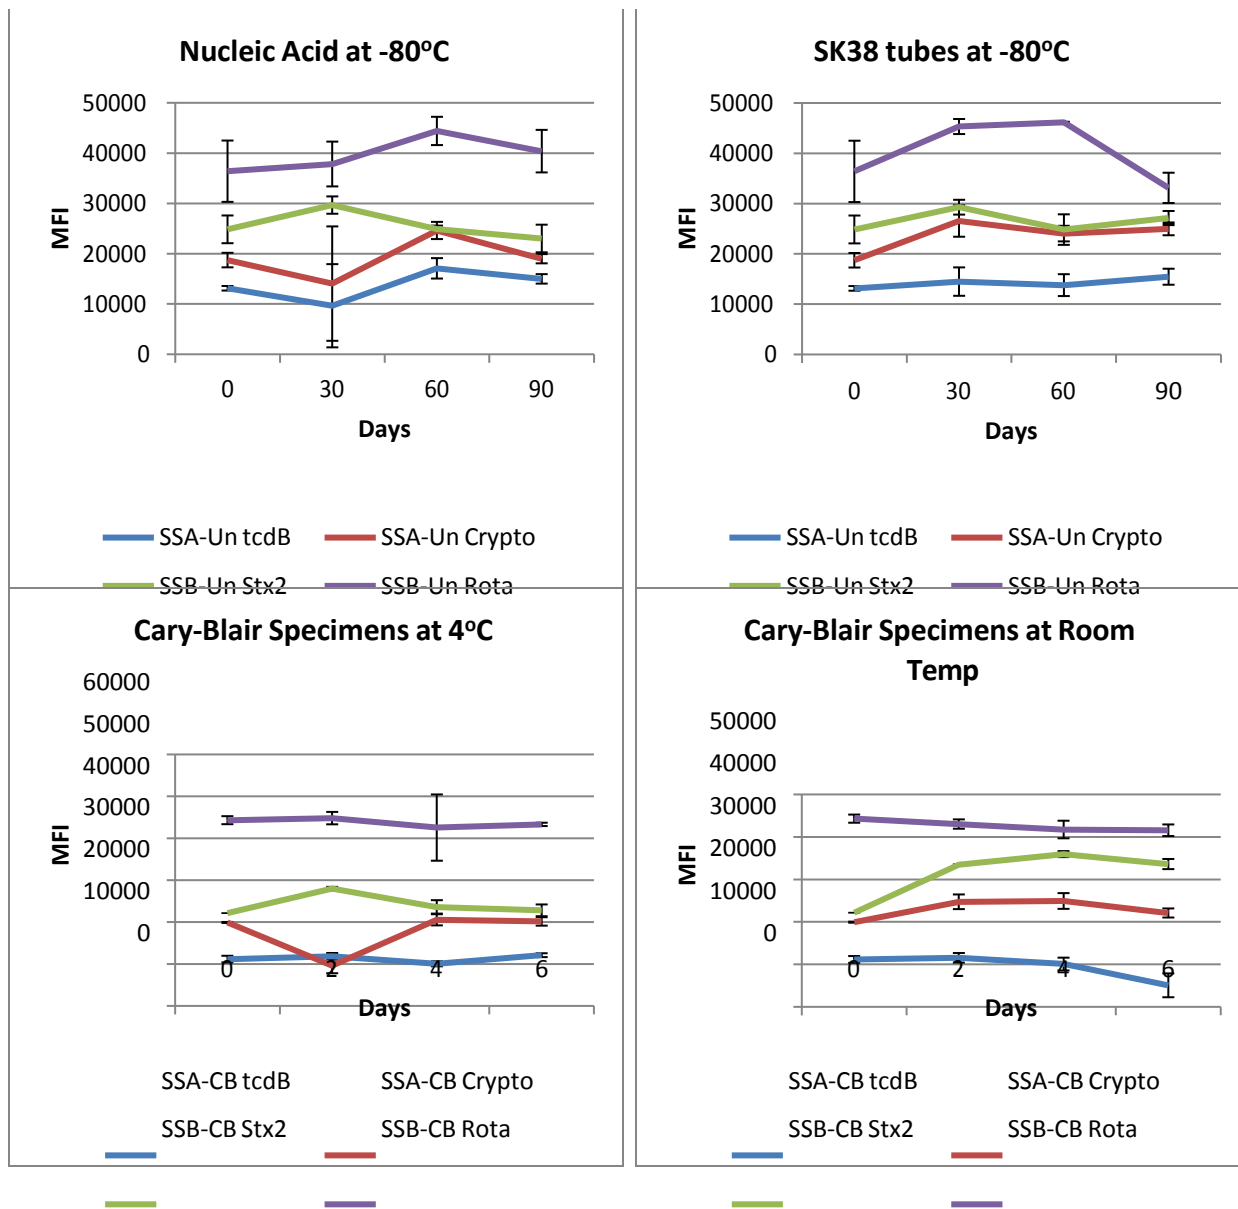 Nucleic Acid at -80°C
50000
40000
30000
20000
10000
0
MFI
0 30 60 90
Days
SSA-Un tcdB SSA-Un Crypto
SSB-Un Stx2 SSB-Un Rota
SK38 tubes at -80°C
50000
40000
30000
20000
10000
0
MFI
0 30 60 90
Days
SSA-Un tcdB SSA-Un Crypto
SSB-Un Stx2 SSB-Un Rota
Cary-Blair Specimens at 4°C
60000
50000
40000
30000
20000
10000
0
MFI
0 2 4 6
Days
SSA-CB tcdB SSA-CB Crypto
SSB-CB Stx2 SSB-CB Rota
Cary-Blair Specimens at Room
Temp
50000
40000
30000
20000
10000
0
MFI
0 2 4 6
Days
SSA-CB tcdB SSA-CB Crypto
SSB-CB Stx2 SSB-CB Rota